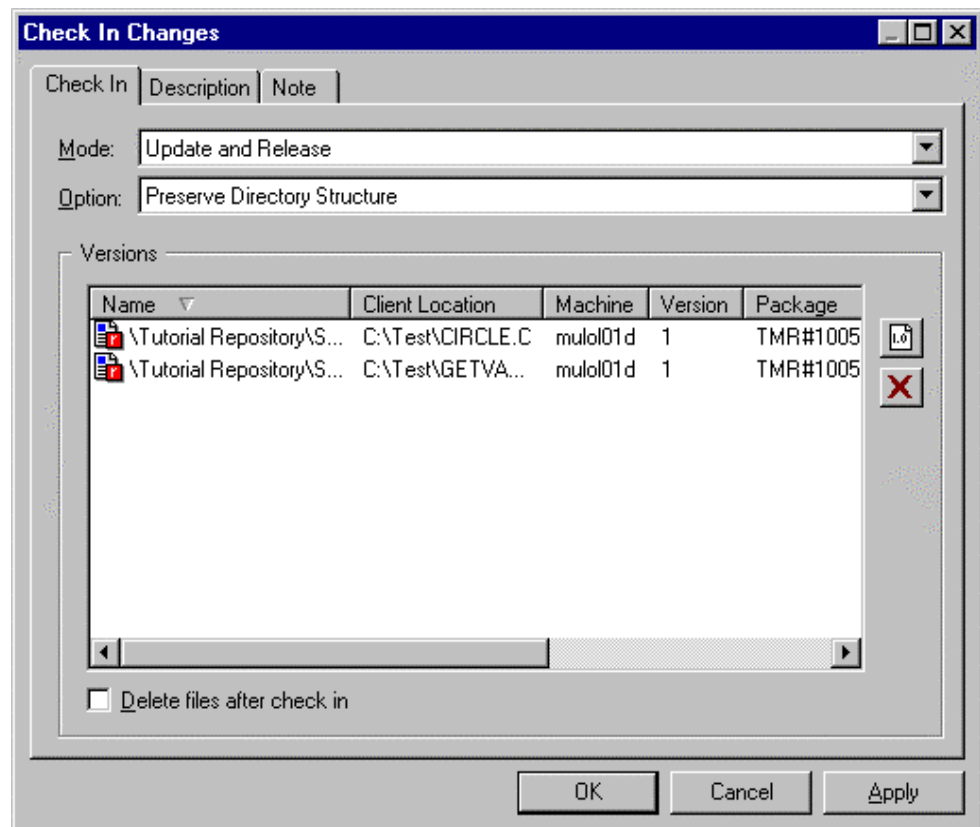 Check In Changes
Check In Description Note
Mode: Update and Release
Option: Preserve Directory Structure
Versions
Name Client Location Machine Version Package
\Tutorial Repository\S... C:\Test\CIRCLE.C mulol01d 1 TMR#1005
\Tutorial Repository\S... C:\Test\GETVA... mulol01d 1 TMR#1005
Delete files after check in
OK Cancel Apply